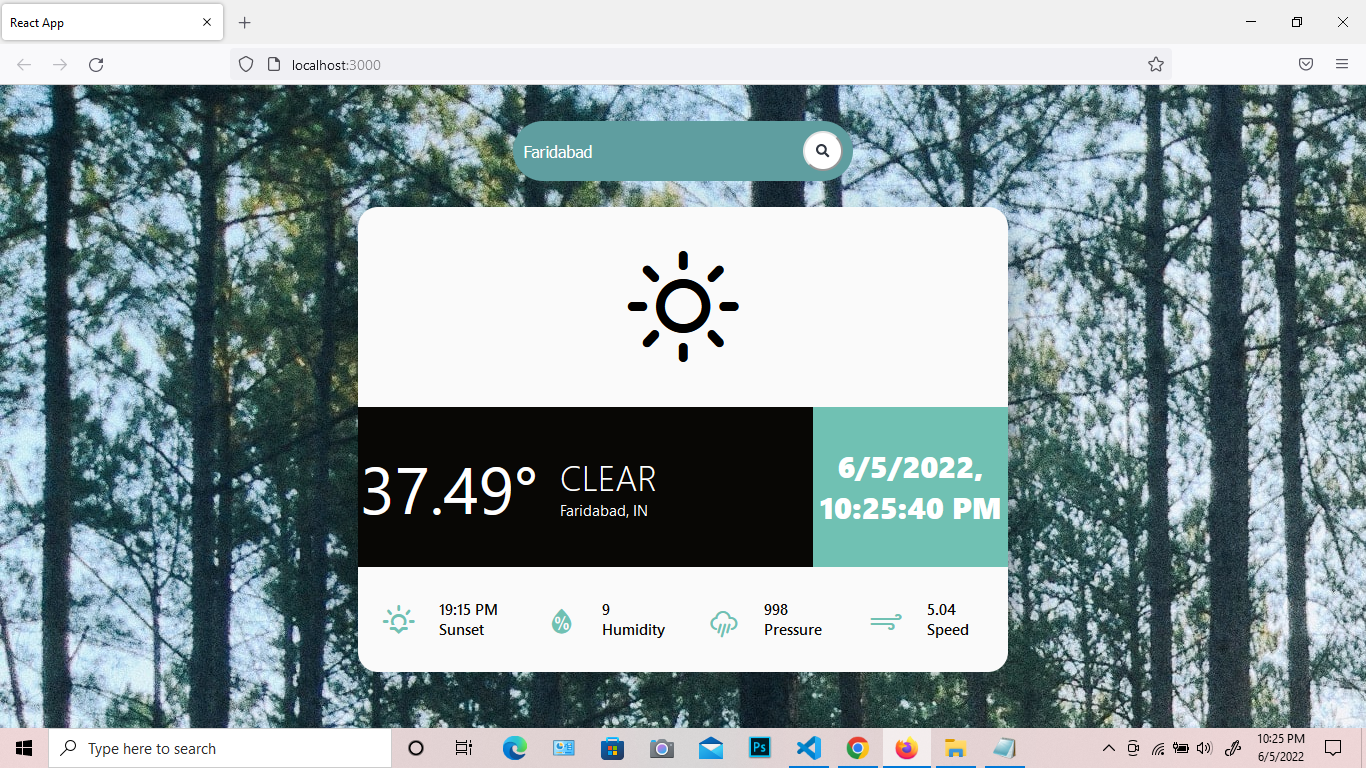 React App
localhost:3000
Faridabad
37.49°
CLEAR
Faridabad, IN
6/5/2022,
10:25:40 PM
19:15 PM
Sunset
%
9
Humidity
998
Pressure
5.04
Speed
Type here to search
Ps
10:25 PM
6/5/2022